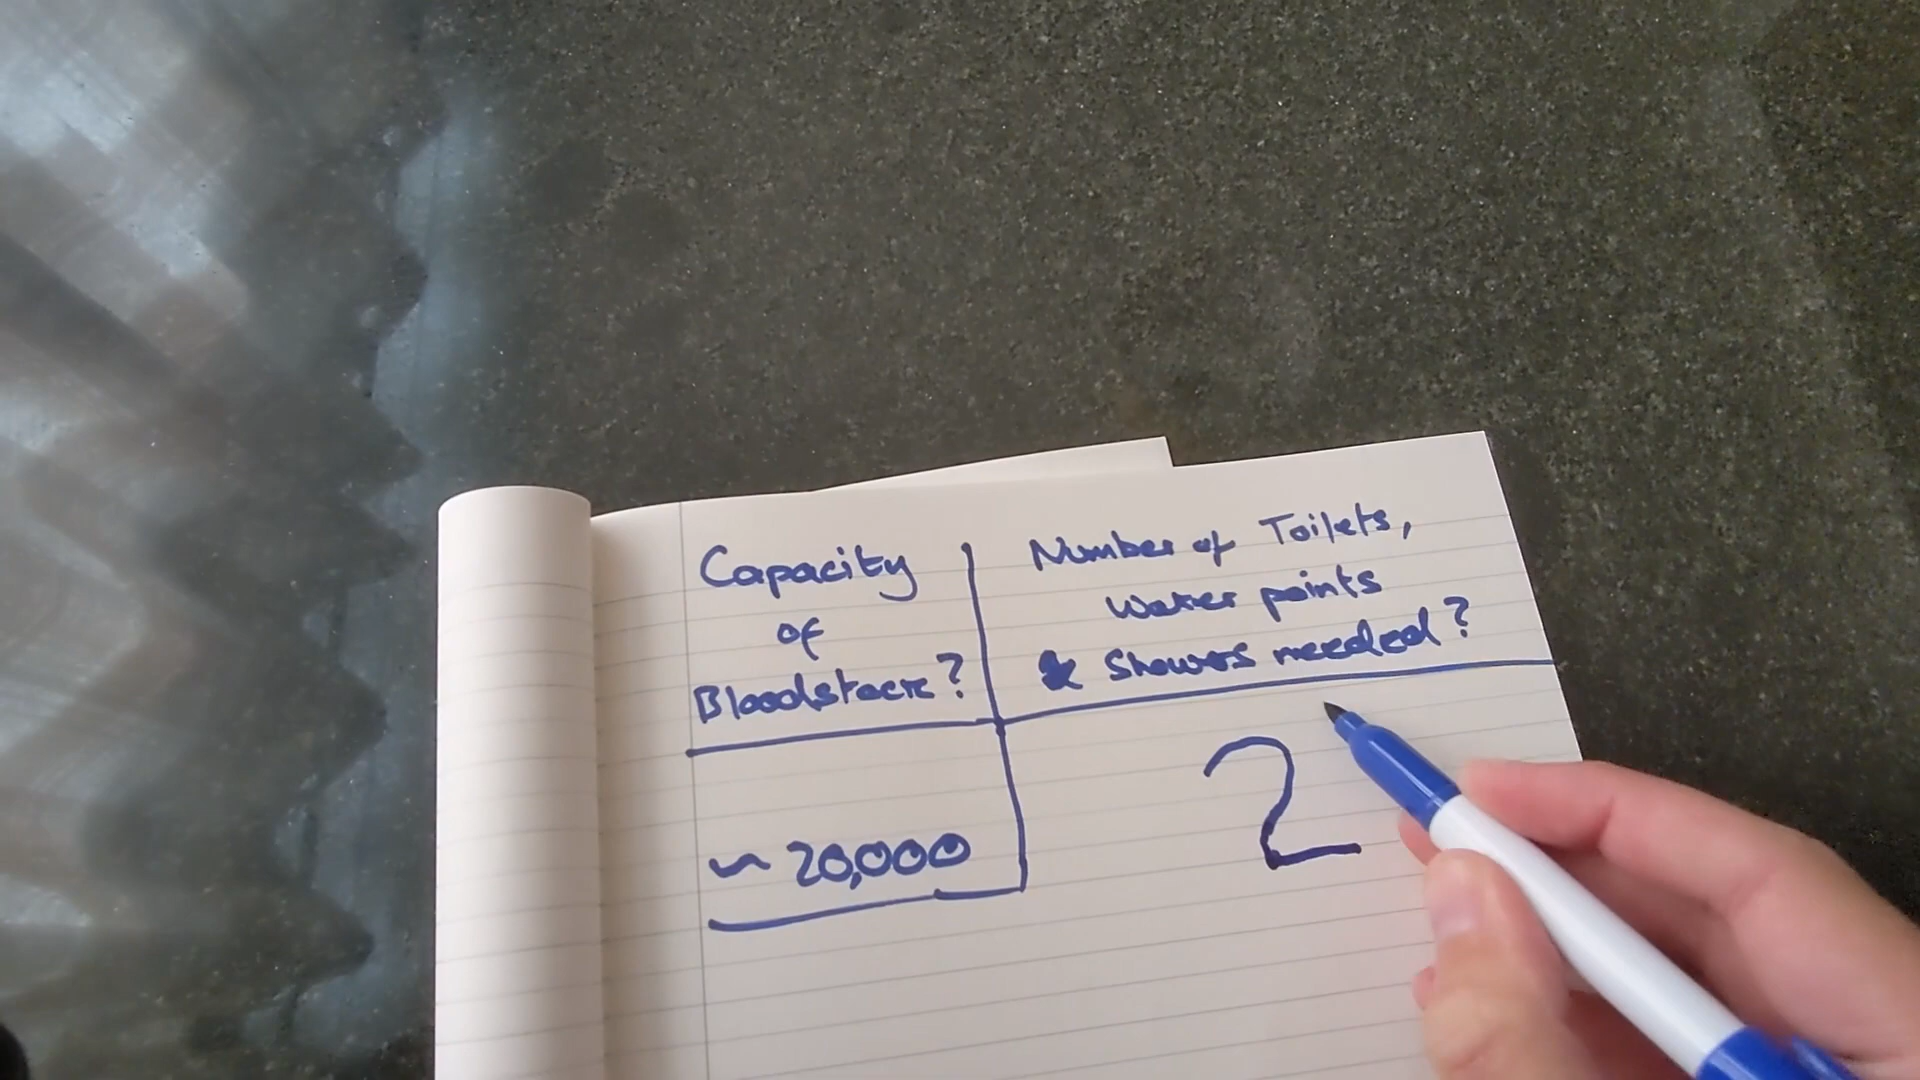 Capacity
of
Bloodstock?
Number of Toilets,
Water points
& Showers needed?
~ 20,000
2